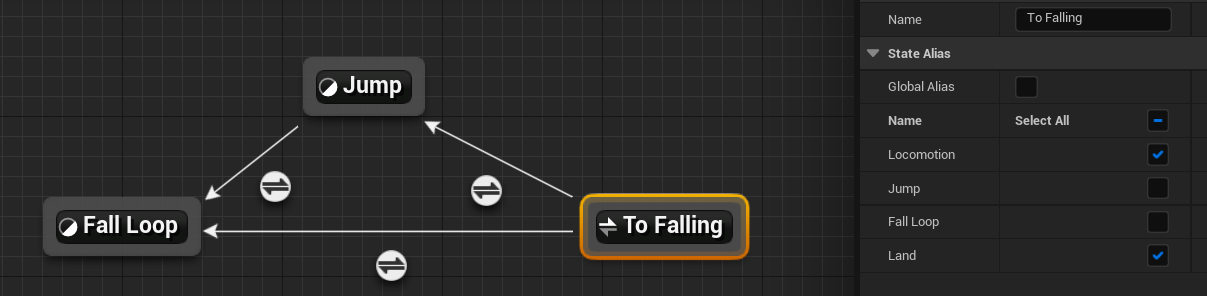 Jump
Fall Loop
To Falling
Name To Falling
State Alias
Global Alias
Name Select All
Locomotion
Jump
Fall Loop
Land